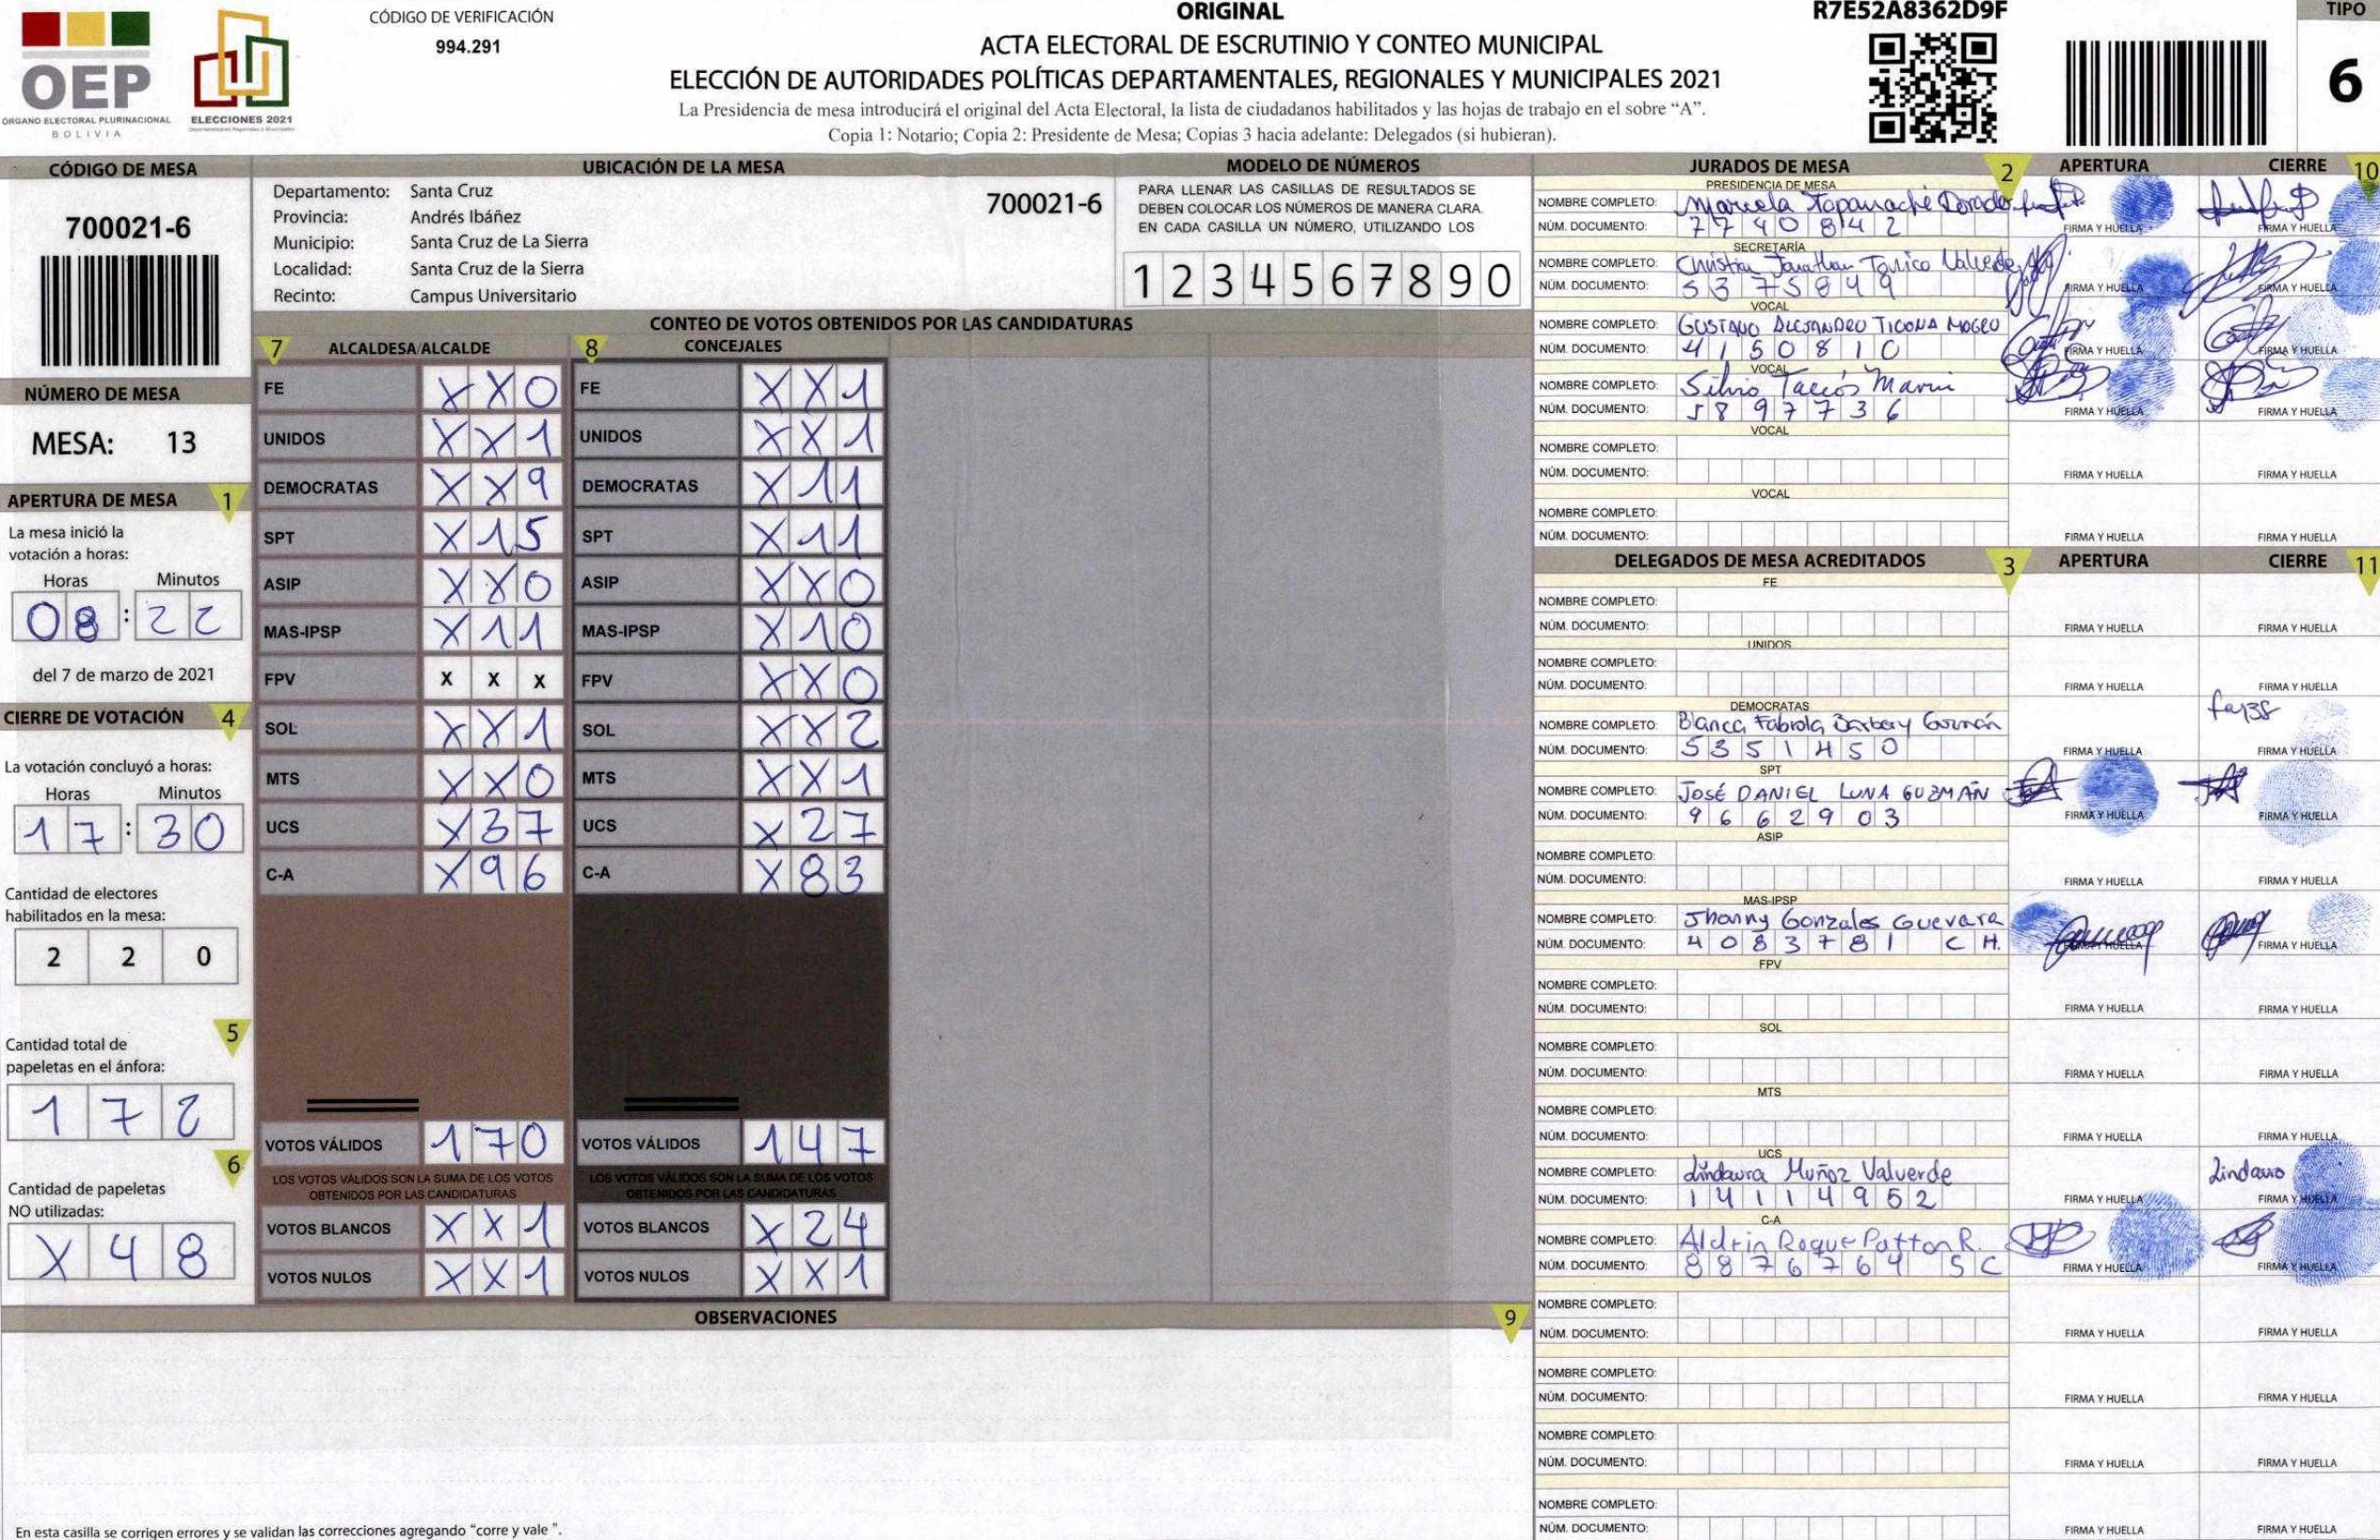 OEP
ÓRGANO ELECTORAL PLURINACIONAL
BOLIVIA
ELECCIONES 2021
CÓDIGO DE VERIFICACIÓN
994.291
ORIGINAL
ACTA ELECTORAL DE ESCRUTINIO Y CONTEO MUNICIPAL
ELECCIÓN DE AUTORIDADES POLÍTICAS DEPARTAMENTALES, REGIONALES Y MUNICIPALES 2021
La Presidencia de mesa introducirá el original del Acta Electoral, la lista de ciudadanos habilitados y las hojas de trabajo en el sobre “A”.
Copia 1: Notario; Copia 2: Presidente de Mesa; Copias 3 hacia adelante: Delegados (si hubieran).
R7E52A8362D9F
TIPO
6
CÓDIGO DE MESA
700021-6
NÚMERO DE MESA
MESA: 13
APERTURA DE MESA 1
La mesa inició la
votación a horas:
Horas Minutos
08 : 22
del 7 de marzo de 2021
CIERRE DE VOTACIÓN 4
La votación concluyó a horas:
Horas Minutos
17 : 30
Cantidad de electores
habilitados en la mesa:
2 2 0
5
Cantidad total de
papeletas en el ánfora:
1 7 2
6
Cantidad de papeletas
NO utilizadas:
X 4 8
UBICACIÓN DE LA MESA
Departamento: Santa Cruz
Provincia: Andrés Ibáñez
Municipio: Santa Cruz de La Sierra
Localidad: Santa Cruz de la Sierra
Recinto: Campus Universitario
700021-6
MODELO DE NÚMEROS
PARA LLENAR LAS CASILLAS DE RESULTADOS SE
DEBEN COLOCAR LOS NÚMEROS DE MANERA CLARA.
EN CADA CASILLA UN NÚMERO, UTILIZANDO LOS
1 2 3 4 5 6 7 8 9 0
CONTEO DE VOTOS OBTENIDOS POR LAS CANDIDATURAS
7 ALCALDESA/ALCALDE 8 CONCEJALES
FE X X 0 FE X X 1
UNIDOS X X 1 UNIDOS X X 1
DEMOCRATAS X X 9 DEMOCRATAS X 1 1
SPT X 1 5 SPT X 1 1
ASIP X X 0 ASIP X X 0
MAS-IPSP X 1 1 MAS-IPSP X 1 0
FPV X X X FPV X X 0
SOL X X 1 SOL X X 2
MTS X X 0 MTS X X 1
UCS X 3 7 UCS X 2 7
C-A X 9 6 C-A X 8 3
VOTOS VÁLIDOS 1 7 0 VOTOS VÁLIDOS 1 4 7
LOS VOTOS VÁLIDOS SON LA SUMA DE LOS VOTOS OBTENIDOS POR LAS CANDIDATURAS
LOS VOTOS VÁLIDOS SON LA SUMA DE LOS VOTOS OBTENIDOS POR LAS CANDIDATURAS
VOTOS BLANCOS X X 1 VOTOS BLANCOS X 2 4
VOTOS NULOS X X 1 VOTOS NULOS X X 1
OBSERVACIONES 9
En esta casilla se corrigen errores y se validan las correcciones agregando “corre y vale ”.
JURADOS DE MESA 2 APERTURA CIERRE 10
PRESIDENCIA DE MESA
NOMBRE COMPLETO: Marcela
NÚM. DOCUMENTO: 7 7 4 0 8 4 2 FIRMA Y HUELLA FIRMA Y HUELLA
SECRETARÍA
NOMBRE COMPLETO: Christian Jonathan Tarico Valverde
NÚM. DOCUMENTO: 5 3 7 5 8 4 9 FIRMA Y HUELLA FIRMA Y HUELLA
VOCAL
NOMBRE COMPLETO: GUSTAVO ALEJANDRO TICONA MOGRO
NÚM. DOCUMENTO: 4 1 5 0 8 1 0 FIRMA Y HUELLA FIRMA Y HUELLA
VOCAL
NOMBRE COMPLETO: Silvio
NÚM. DOCUMENTO: 5 8 9 7 7 3 6 FIRMA Y HUELLA FIRMA Y HUELLA
VOCAL
NOMBRE COMPLETO:
NÚM. DOCUMENTO: FIRMA Y HUELLA FIRMA Y HUELLA
VOCAL
NOMBRE COMPLETO:
NÚM. DOCUMENTO: FIRMA Y HUELLA FIRMA Y HUELLA
DELEGADOS DE MESA ACREDITADOS 3 APERTURA CIERRE 11
FE
NOMBRE COMPLETO:
NÚM. DOCUMENTO: FIRMA Y HUELLA FIRMA Y HUELLA
UNIDOS
NOMBRE COMPLETO:
NÚM. DOCUMENTO: FIRMA Y HUELLA FIRMA Y HUELLA
DEMOCRATAS
NOMBRE COMPLETO: Blanca Fabiola Barbery Guzmán
NÚM. DOCUMENTO: 5 3 5 1 4 5 0 FIRMA Y HUELLA FIRMA Y HUELLA
SPT
NOMBRE COMPLETO: JOSÉ DANIEL LUNA GUZMÁN
NÚM. DOCUMENTO: 9 6 6 2 9 0 3 FIRMA Y HUELLA FIRMA Y HUELLA
ASIP
NOMBRE COMPLETO:
NÚM. DOCUMENTO: FIRMA Y HUELLA FIRMA Y HUELLA
MAS-IPSP
NOMBRE COMPLETO: Jhonny Gonzales Guevara
NÚM. DOCUMENTO: 4 0 8 3 7 8 1 C H. FIRMA Y HUELLA FIRMA Y HUELLA
FPV
NOMBRE COMPLETO:
NÚM. DOCUMENTO: FIRMA Y HUELLA FIRMA Y HUELLA
SOL
NOMBRE COMPLETO:
NÚM. DOCUMENTO: FIRMA Y HUELLA FIRMA Y HUELLA
MTS
NOMBRE COMPLETO:
NÚM. DOCUMENTO: FIRMA Y HUELLA FIRMA Y HUELLA
UCS
NOMBRE COMPLETO: Lindaura Muñoz Valverde Lindaura
NÚM. DOCUMENTO: 1 4 1 1 4 9 5 2 FIRMA Y HUELLA FIRMA Y HUELLA
C-A
NOMBRE COMPLETO: Aldrin Roque Patton R.
NÚM. DOCUMENTO: 8 8 7 6 7 6 4 S C FIRMA Y HUELLA FIRMA Y HUELLA
NOMBRE COMPLETO:
NÚM. DOCUMENTO: FIRMA Y HUELLA FIRMA Y HUELLA
NOMBRE COMPLETO:
NÚM. DOCUMENTO: FIRMA Y HUELLA FIRMA Y HUELLA
NOMBRE COMPLETO:
NÚM. DOCUMENTO: FIRMA Y HUELLA FIRMA Y HUELLA
NOMBRE COMPLETO:
NÚM. DOCUMENTO: FIRMA Y HUELLA FIRMA Y HUELLA